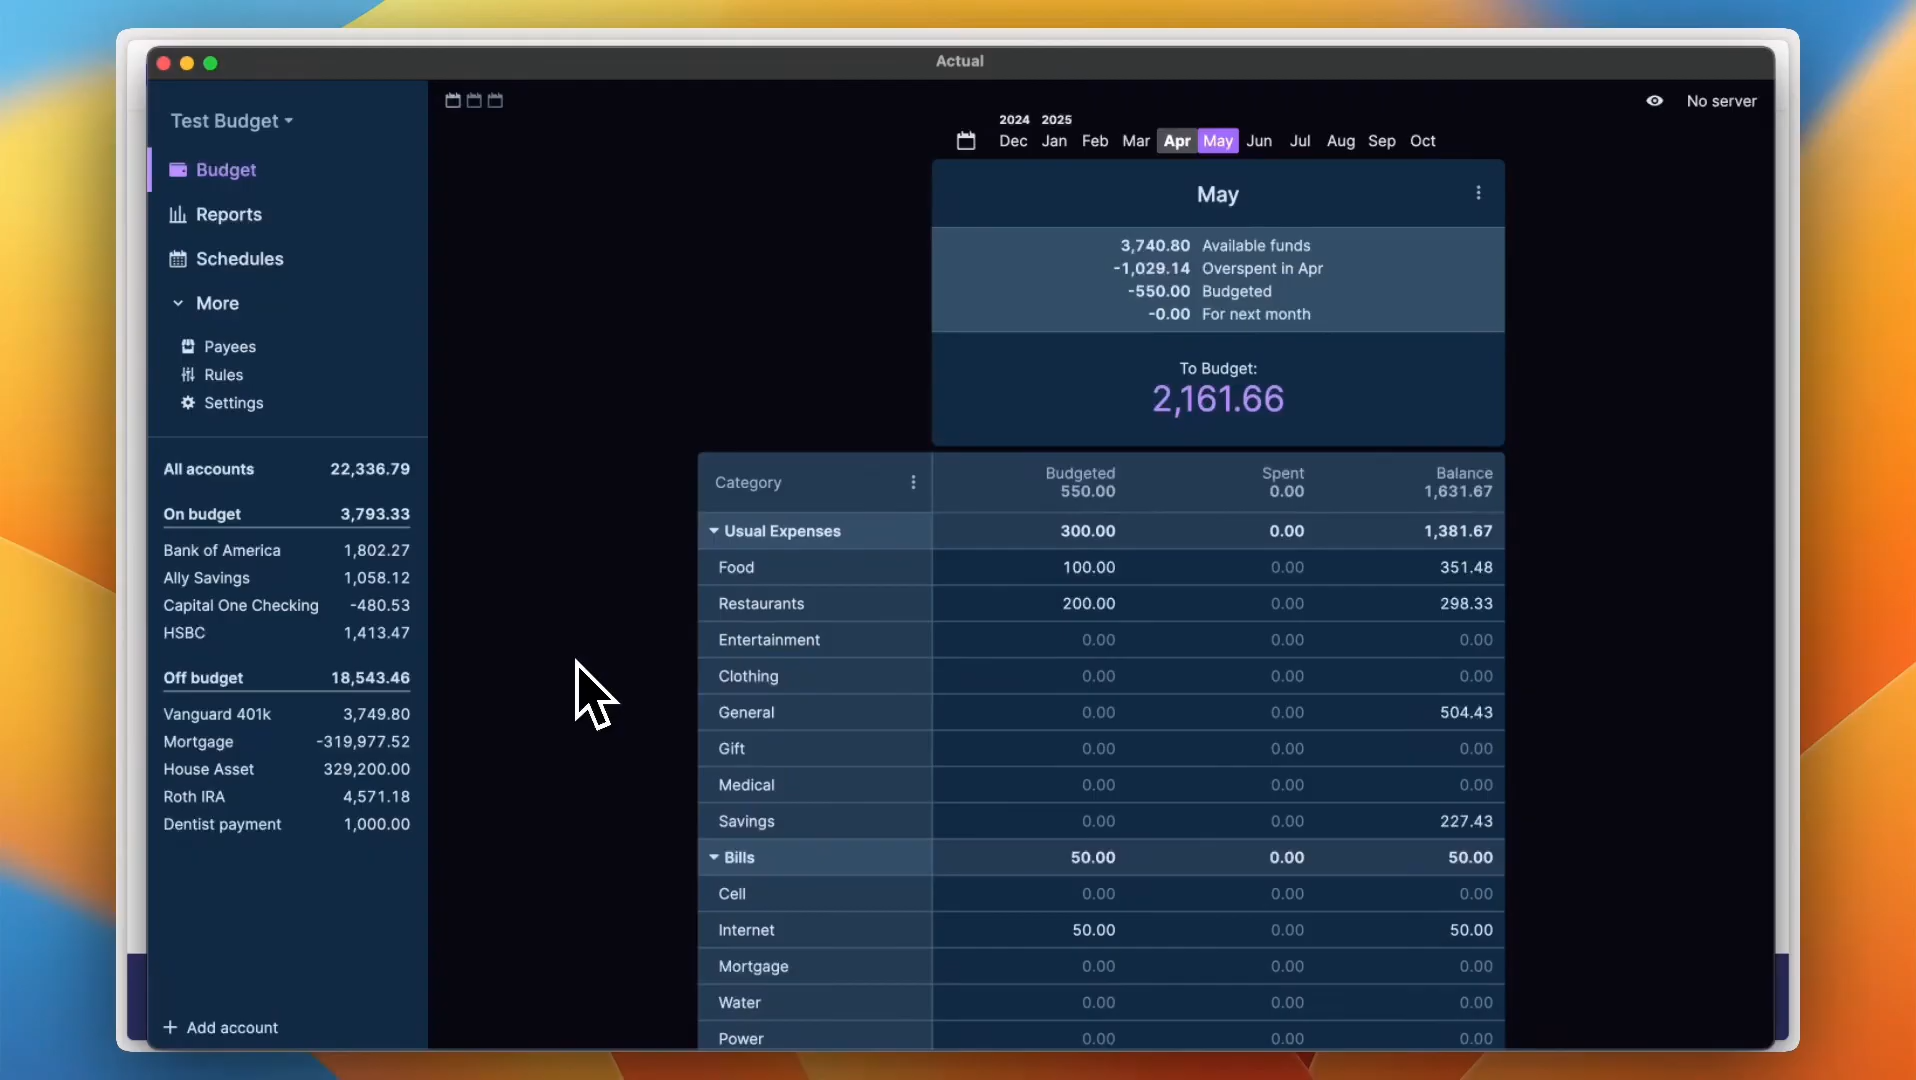 Actual
Test Budget
Budget
Reports
Schedules
More
Payees
Rules
Settings
All accounts 22,336.79
On budget 3,793.33
Bank of America 1,802.27
Ally Savings 1,058.12
Capital One Checking -480.53
HSBC 1,413.47
Off budget 18,543.46
Vanguard 401k 3,749.80
Mortgage -319,977.52
House Asset 329,200.00
Roth IRA 4,571.18
Dentist payment 1,000.00
Add account
No server
2024 2025
Dec Jan Feb Mar Apr May Jun Jul Aug Sep Oct
May
3,740.80 Available funds
-1,029.14 Overspent in Apr
-550.00 Budgeted
-0.00 For next month
To Budget:
2,161.66
Category Budgeted Spent Balance
550.00 0.00 1,631.67
Usual Expenses 300.00 0.00 1,381.67
Food 100.00 0.00 351.48
Restaurants 200.00 0.00 298.33
Entertainment 0.00 0.00 0.00
Clothing 0.00 0.00 0.00
General 0.00 0.00 504.43
Gift 0.00 0.00 0.00
Medical 0.00 0.00 0.00
Savings 0.00 0.00 227.43
Bills 50.00 0.00 50.00
Cell 0.00 0.00 0.00
Internet 50.00 0.00 50.00
Mortgage 0.00 0.00 0.00
Water 0.00 0.00 0.00
Power 0.00 0.00 0.00